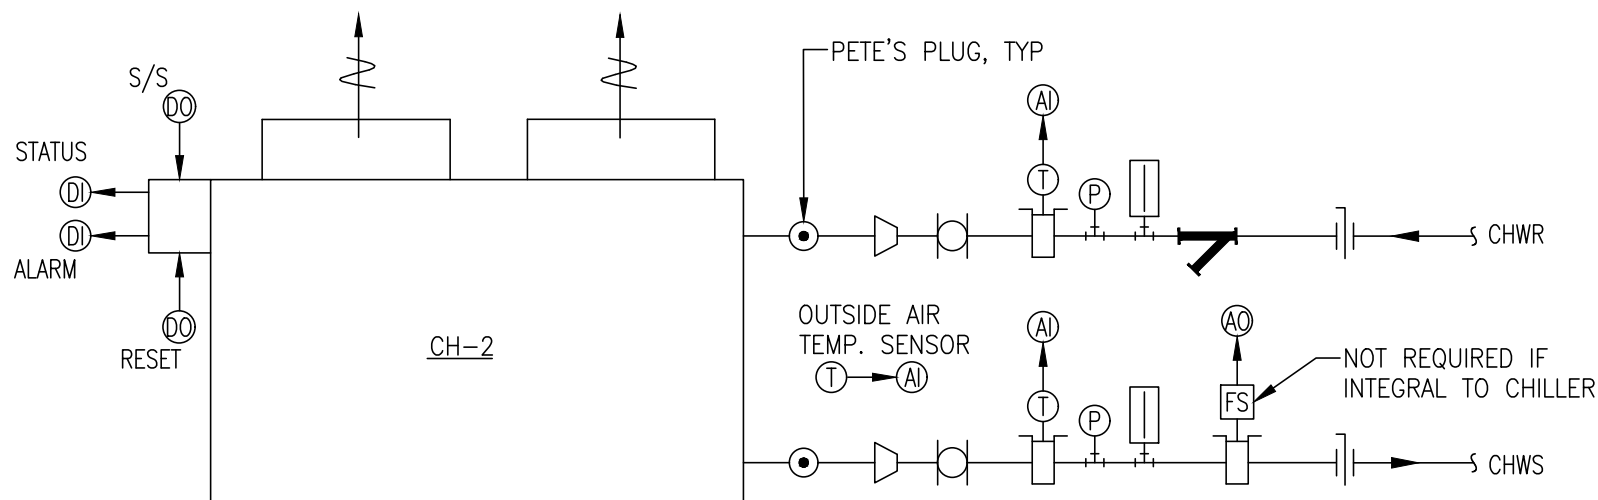 PETE'S PLUG, TYP
S/S
DO
AI
STATUS
DI
T
P
DI
ALARM
CHWR
DO
RESET
CH-2
OUTSIDE AIR
TEMP. SENSOR
T
AI
AI
AO
NOT REQUIRED IF
INTEGRAL TO CHILLER
T
P
FS
CHWS